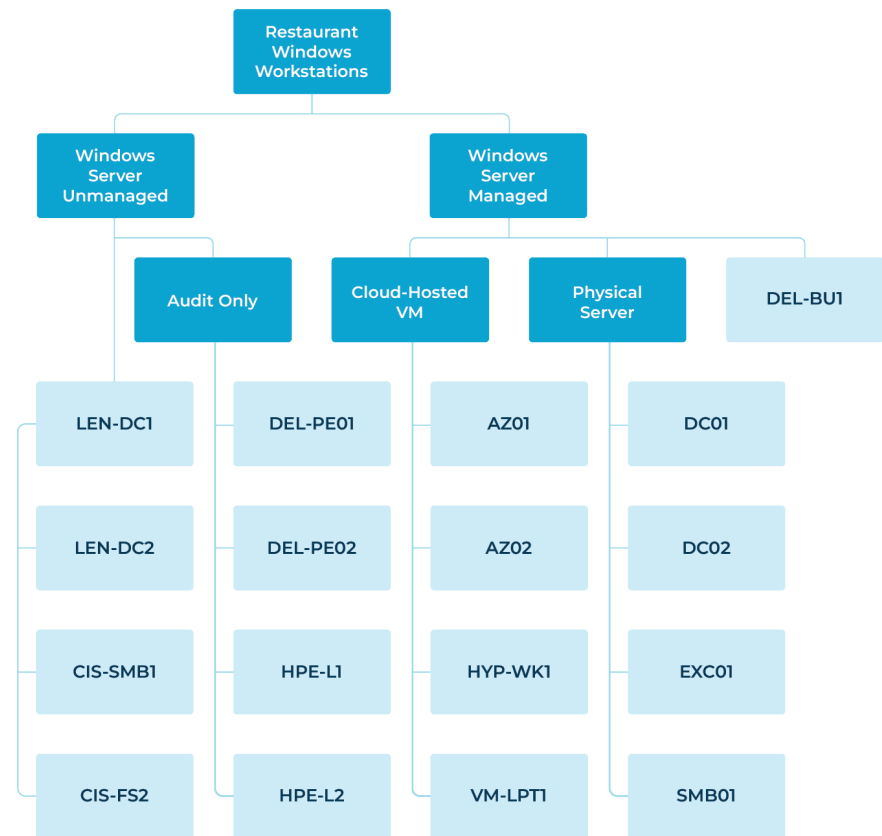 Restaurant
Windows
Workstations
Windows
Server
Unmanaged
Windows
Server
Managed
Audit Only
Cloud-Hosted
VM
Physical
Server
DEL-BU1
LEN-DC1
DEL-PE01
AZ01
DC01
LEN-DC2
DEL-PE02
AZ02
DC02
CIS-SMB1
HPE-L1
HYP-WK1
EXC01
CIS-FS2
HPE-L2
VM-LPT1
SMB01